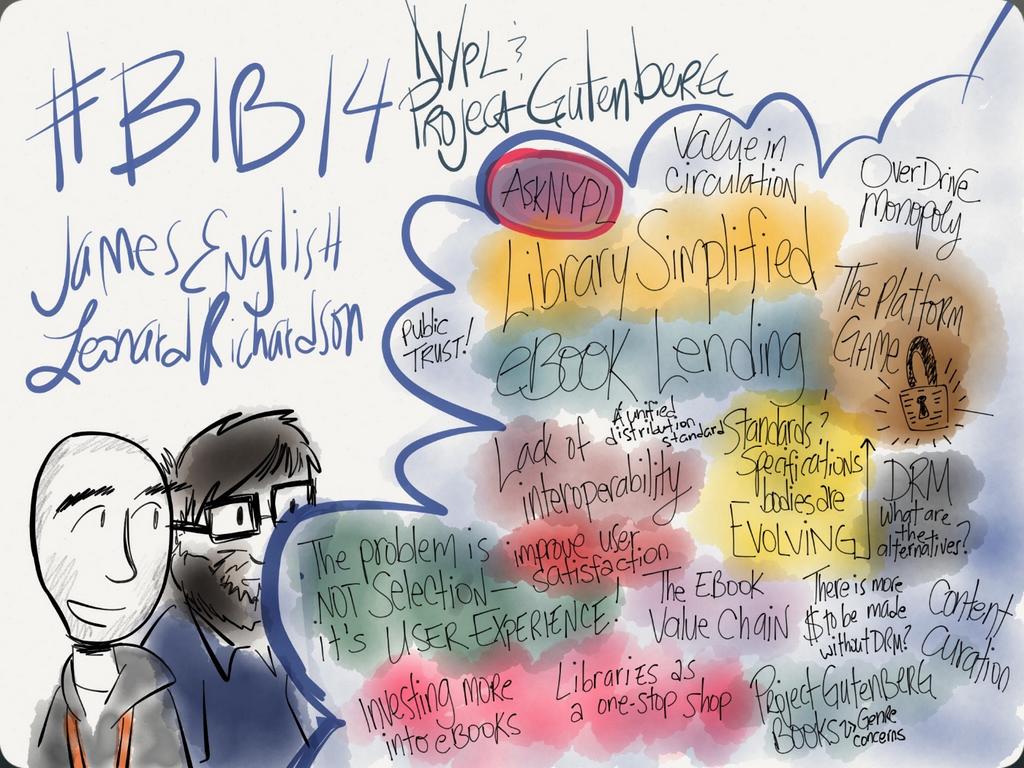 #BIB14
NYPL &
Project Gutenberg
James English
Leonard Richardson
AskNYPL
Value in
circulation
OverDrive
Monopoly
Library Simplified
The Platform
Game
Public
Trust!
eBook Lending
A unified
distribution
standard
Lack of
interoperability
Standards &
Specifications
bodies are
Evolving
DRM
What are
the
alternatives?
The problem is
NOT Selection—
it's USER EXPERIENCE!
improve user
satisfaction
The EBook
Value Chain
There is more
$ to be made
without DRM?
Content
Curation
Investing more
into eBooks
Libraries as
a one-stop shop
Project Gutenberg
Books → Genre
concerns